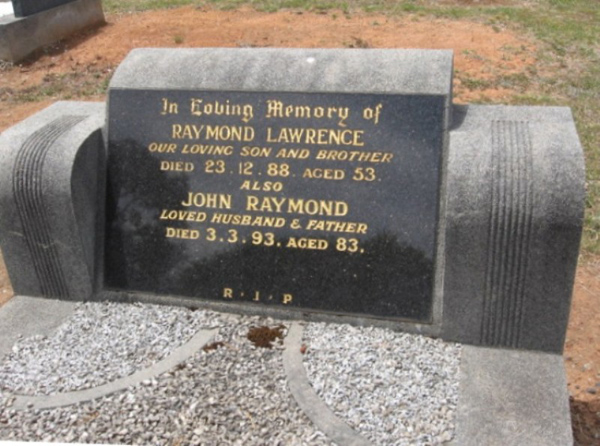 In Loving Memory of
RAYMOND LAWRENCE
OUR LOVING SON AND BROTHER
DIED 23.12.88. AGED 53.
ALSO
JOHN RAYMOND
LOVED HUSBAND & FATHER
DIED 3.3.93. AGED 83.
R.I.P